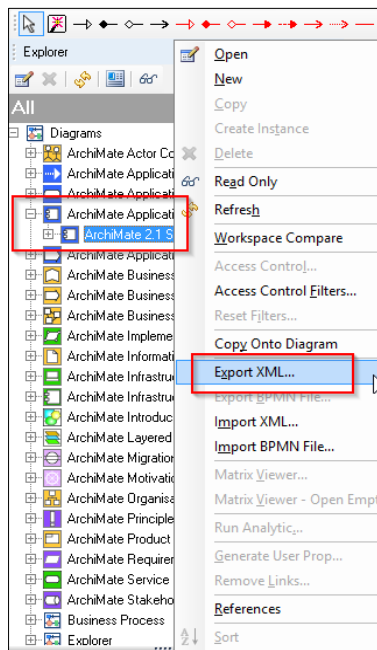 Explorer
All
Diagrams
ArchiMate Actor Co
ArchiMate Applicati
ArchiMate Applicati
ArchiMate Applicati
ArchiMate 2.1 S
ArchiMate Applicati
ArchiMate Business
ArchiMate Business
ArchiMate Business
ArchiMate Impleme
ArchiMate Informati
ArchiMate Infrastru
ArchiMate Infrastru
ArchiMate Introduc
ArchiMate Layered
ArchiMate Migration
ArchiMate Motivatio
ArchiMate Organisa
ArchiMate Principle
ArchiMate Product
ArchiMate Requirer
ArchiMate Service
ArchiMate Stakeho
Business Process
Explorer
Open
New
Copy
Create Instance
Delete
Read Only
Refresh
Workspace Compare
Access Control...
Access Control Filters...
Reset Filters...
Copy Onto Diagram
Export XML...
Export BPMN File...
Import XML...
Import BPMN File...
Matrix Viewer...
Matrix Viewer - Open Empt
Run Analytic...
Generate User Prop...
Remove Links...
References
Sort